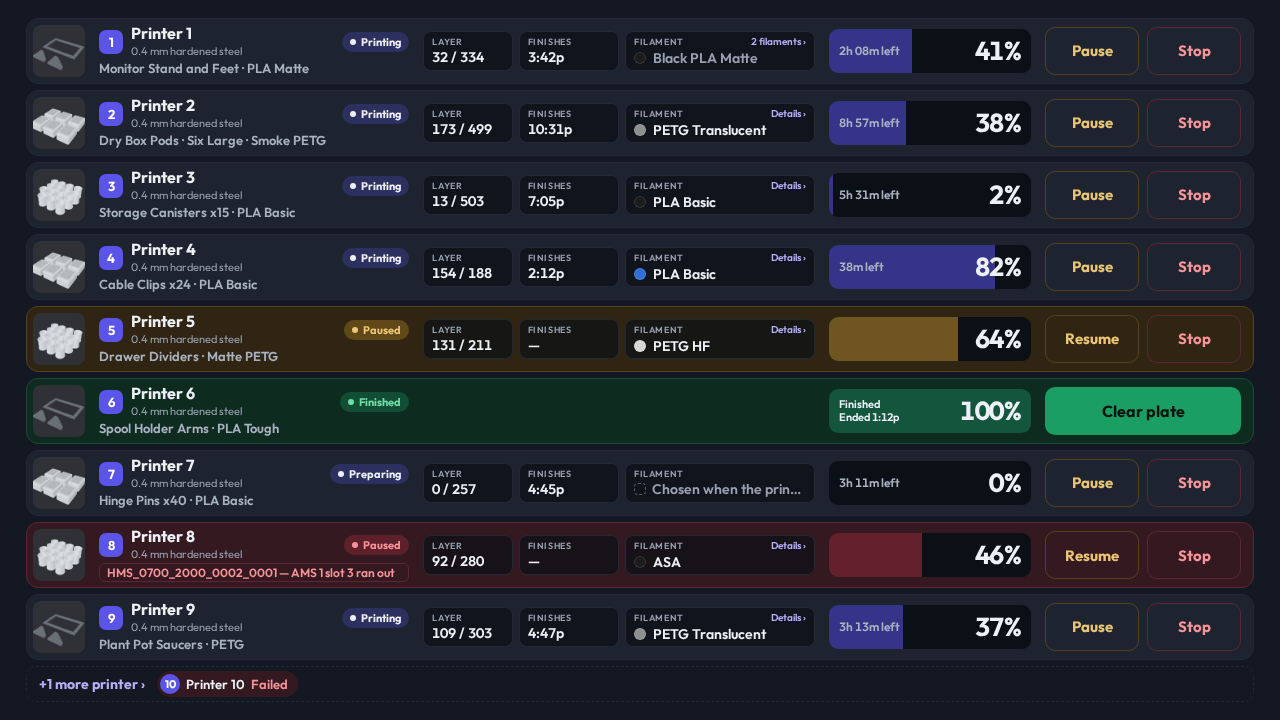 1 Printer 1
0.4 mm hardened steel
Monitor Stand and Feet · PLA Matte
Printing
LAYER
32 / 334
FINISHES
3:42p
FILAMENT 2 filaments ›
Black PLA Matte
2h 08m left 41%
Pause
Stop
2 Printer 2
0.4 mm hardened steel
Dry Box Pods · Six Large · Smoke PETG
Printing
LAYER
173 / 499
FINISHES
10:31p
FILAMENT Details ›
PETG Translucent
8h 57m left 38%
Pause
Stop
3 Printer 3
0.4 mm hardened steel
Storage Canisters x15 · PLA Basic
Printing
LAYER
13 / 503
FINISHES
7:05p
FILAMENT Details ›
PLA Basic
5h 31m left 2%
Pause
Stop
4 Printer 4
0.4 mm hardened steel
Cable Clips x24 · PLA Basic
Printing
LAYER
154 / 188
FINISHES
2:12p
FILAMENT Details ›
PLA Basic
38m left 82%
Pause
Stop
5 Printer 5
0.4 mm hardened steel
Drawer Dividers · Matte PETG
Paused
LAYER
131 / 211
FINISHES
—
FILAMENT Details ›
PETG HF
64%
Resume
Stop
6 Printer 6
0.4 mm hardened steel
Spool Holder Arms · PLA Tough
Finished
Finished
Ended 1:12p
100%
Clear plate
7 Printer 7
0.4 mm hardened steel
Hinge Pins x40 · PLA Basic
Preparing
LAYER
0 / 257
FINISHES
4:45p
FILAMENT
Chosen when the prin...
3h 11m left 0%
Pause
Stop
8 Printer 8
0.4 mm hardened steel
HMS_0700_2000_0002_0001 — AMS 1 slot 3 ran out
Paused
LAYER
92 / 280
FINISHES
—
FILAMENT Details ›
ASA
46%
Resume
Stop
9 Printer 9
0.4 mm hardened steel
Plant Pot Saucers · PETG
Printing
LAYER
109 / 303
FINISHES
4:47p
FILAMENT Details ›
PETG Translucent
3h 13m left 37%
Pause
Stop
+1 more printer › 10 Printer 10 Failed